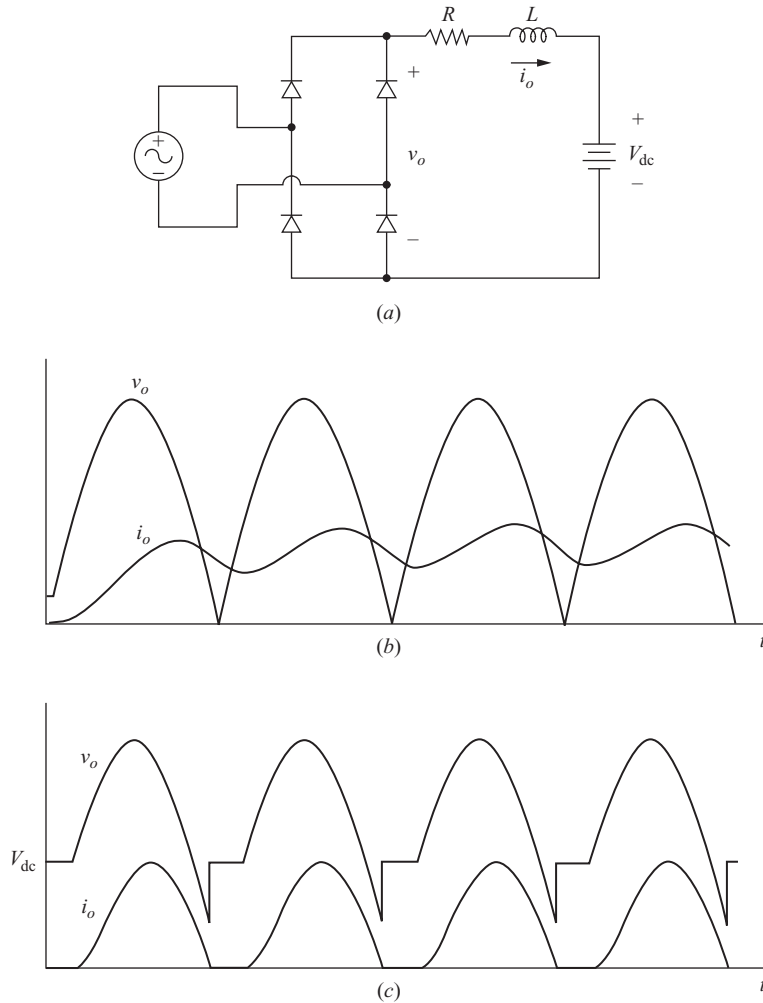 R L
+
i_o
+
+
v_o
V_dc
−
−
−
(a)
v_o
i_o
t
(b)
v_o
V_dc
i_o
t
(c)